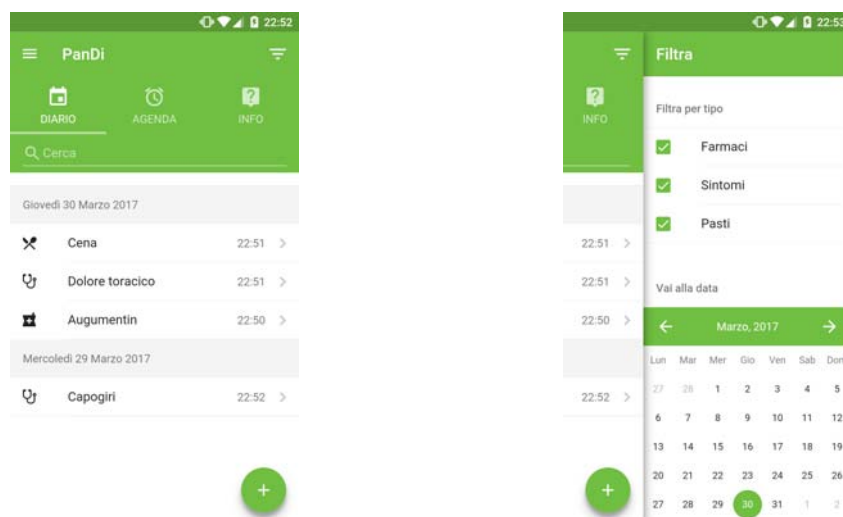 22:52
PanDi
DIARIO AGENDA INFO
Cerca
Giovedì 30 Marzo 2017
Cena 22:51
Dolore toracico 22:51
Augumentin 22:50
Mercoledì 29 Marzo 2017
Capogiri 22:52
+
22:53
INFO
22:51
22:51
22:50
22:52
+
Filtra
Filtra per tipo
Farmaci
Sintomi
Pasti
Vai alla data
Marzo, 2017
Lun Mar Mer Gio Ven Sab Dom
27 28 1 2 3 4 5
6 7 8 9 10 11 12
13 14 15 16 17 18 19
20 21 22 23 24 25 26
27 28 29 30 31 1 2